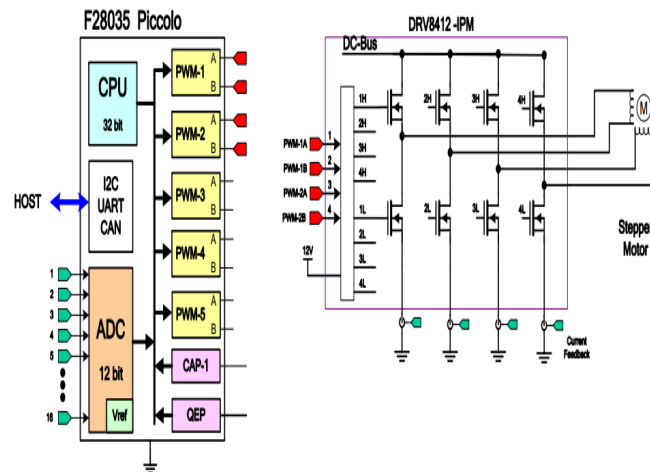 F28035 Piccolo
CPU
32 bit
I2C
UART
CAN
HOST
ADC
12 bit
Vref
1
2
3
4
5
16
PWM-1
A
B
PWM-2
A
B
PWM-3
A
B
PWM-4
A
B
PWM-5
A
B
CAP-1
QEP
DRV8412 -IPM
DC-Bus
PWM-1A
PWM-1B
PWM-2A
PWM-2B
1
2
3
4
12V
1H
2H
3H
4H
1L
2L
3L
4L
2H
3H
4H
2L
3L
4L
M
Stepper
Motor
Current
Feedback